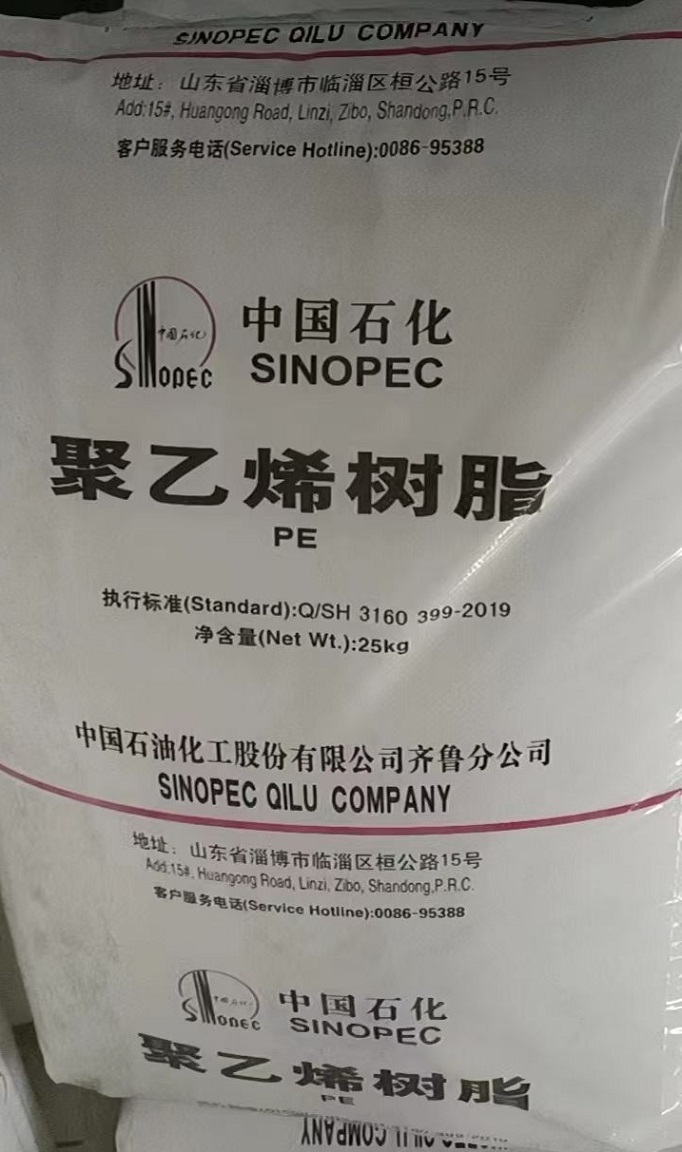 SINOPEC QILU COMPANY
地址：山东省淄博市临淄区桓公路15号
Add:15#, Huangong Road, Linzi, Zibo, Shandong,P.R.C.
客户服务电话(Service Hotline):0086-95388
中国石化
SINOPEC
中国石化
SINOPEC
聚乙烯树脂
PE
执行标准(Standard):Q/SH 3160 399-2019
净含量(Net Wt.):25kg
中国石油化工股份有限公司齐鲁分公司
SINOPEC QILU COMPANY
地址：山东省淄博市临淄区桓公路15号
Add:15#, Huangong Road, Linzi, Zibo, Shandong,P.R.C.
客户服务电话(Service Hotline):0086-95388
中国石化
SINOPEC
中国石化
SINOPEC
聚乙烯树脂
PE
SINOPEC QILU COMPANY